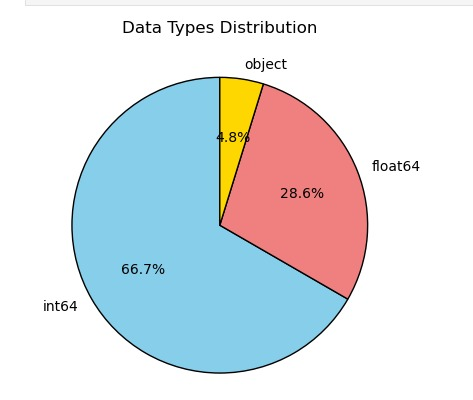 Data Types Distribution
object
4.8%
float64
28.6%
66.7%
int64